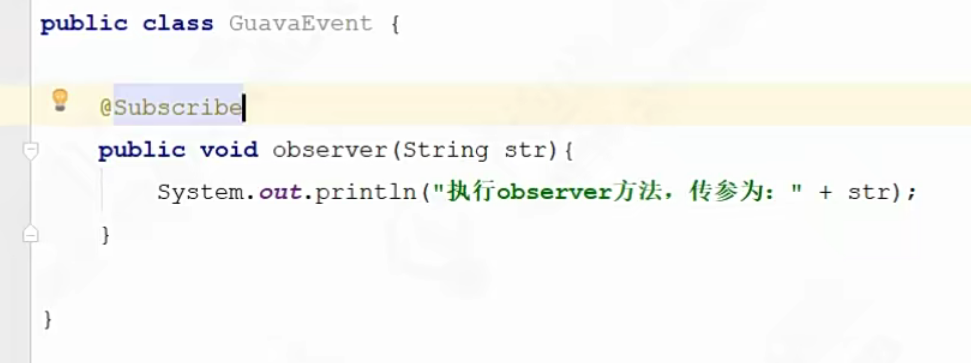 public class GuavaEvent {
@Subscribe
public void observer(String str){
System.out.println("执行observer方法，传参为：" + str);
}
}